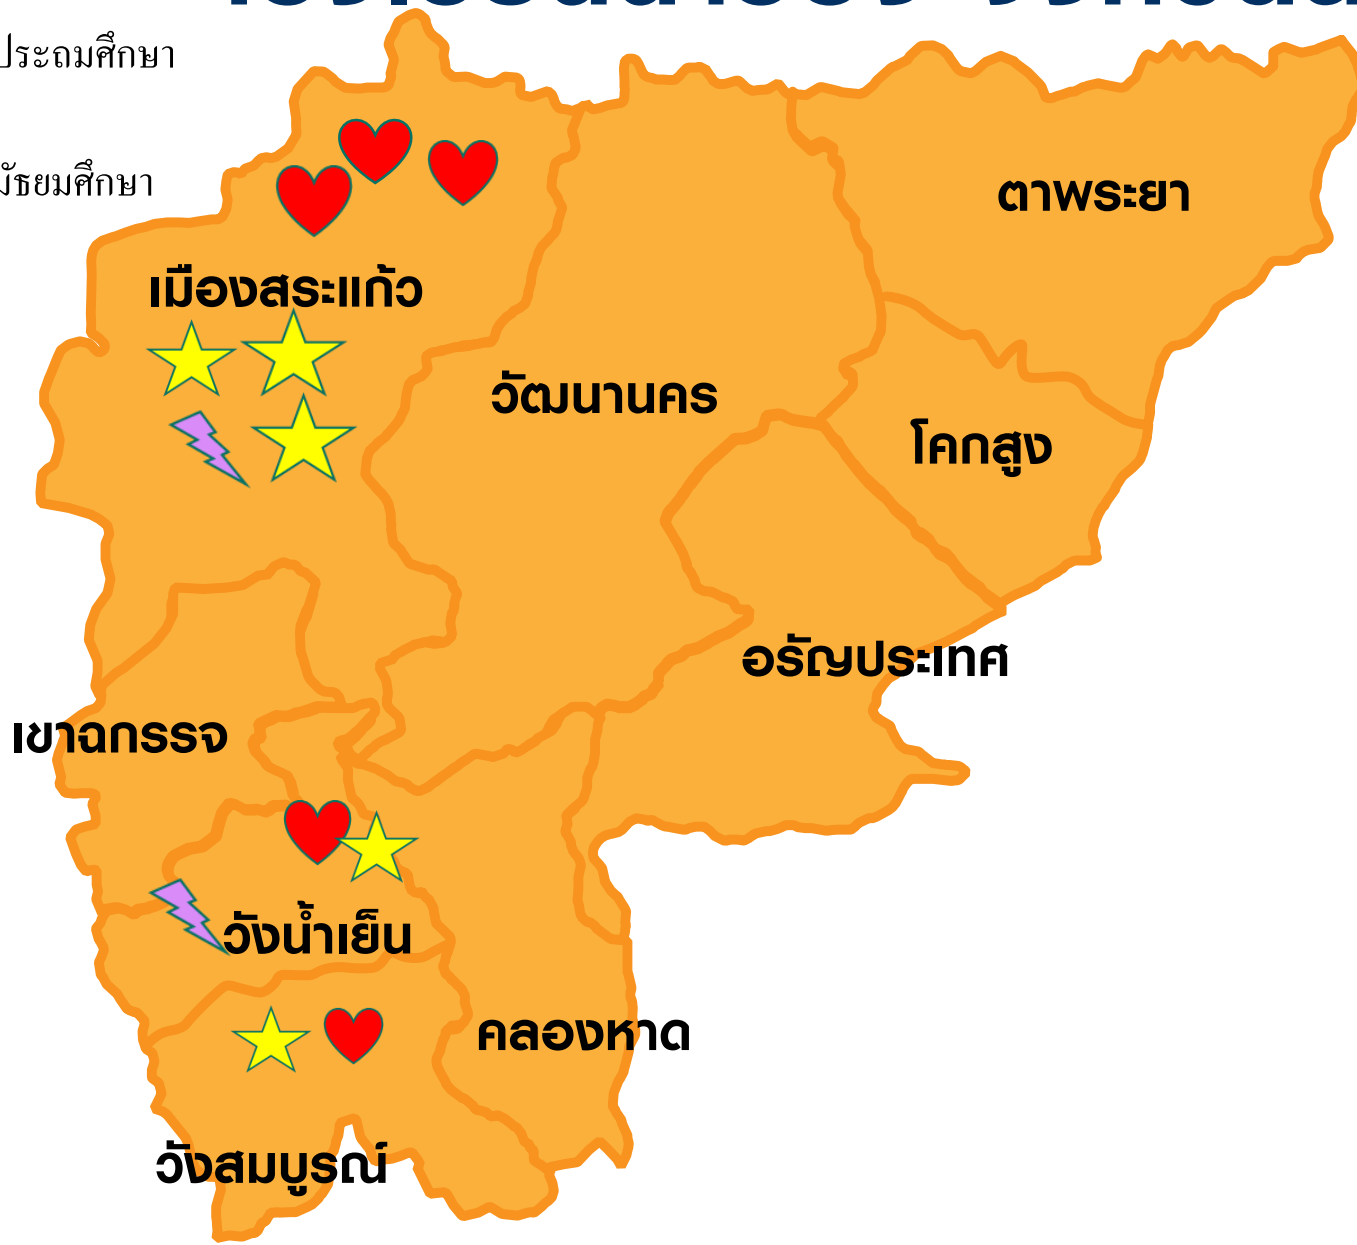 ประถมศึกษา
มัธยมศึกษา
ตาพระยา
เมืองสระแก้ว
วัฒนานคร
โคกสูง
อรัญประเทศ
เขาฉกรรจ์
วังน้ำเย็น
คลองหาด
วังสมบูรณ์